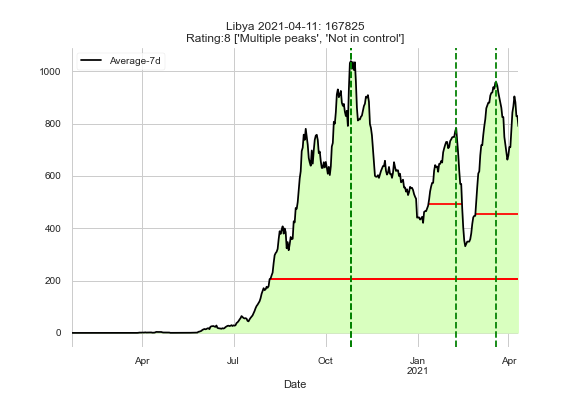 Libya 2021-04-11: 167825
Rating:8 ['Multiple peaks', 'Not in control']
Average-7d
1000
800
600
400
200
0
Apr
Jul
Oct
Jan
2021
Apr
Date